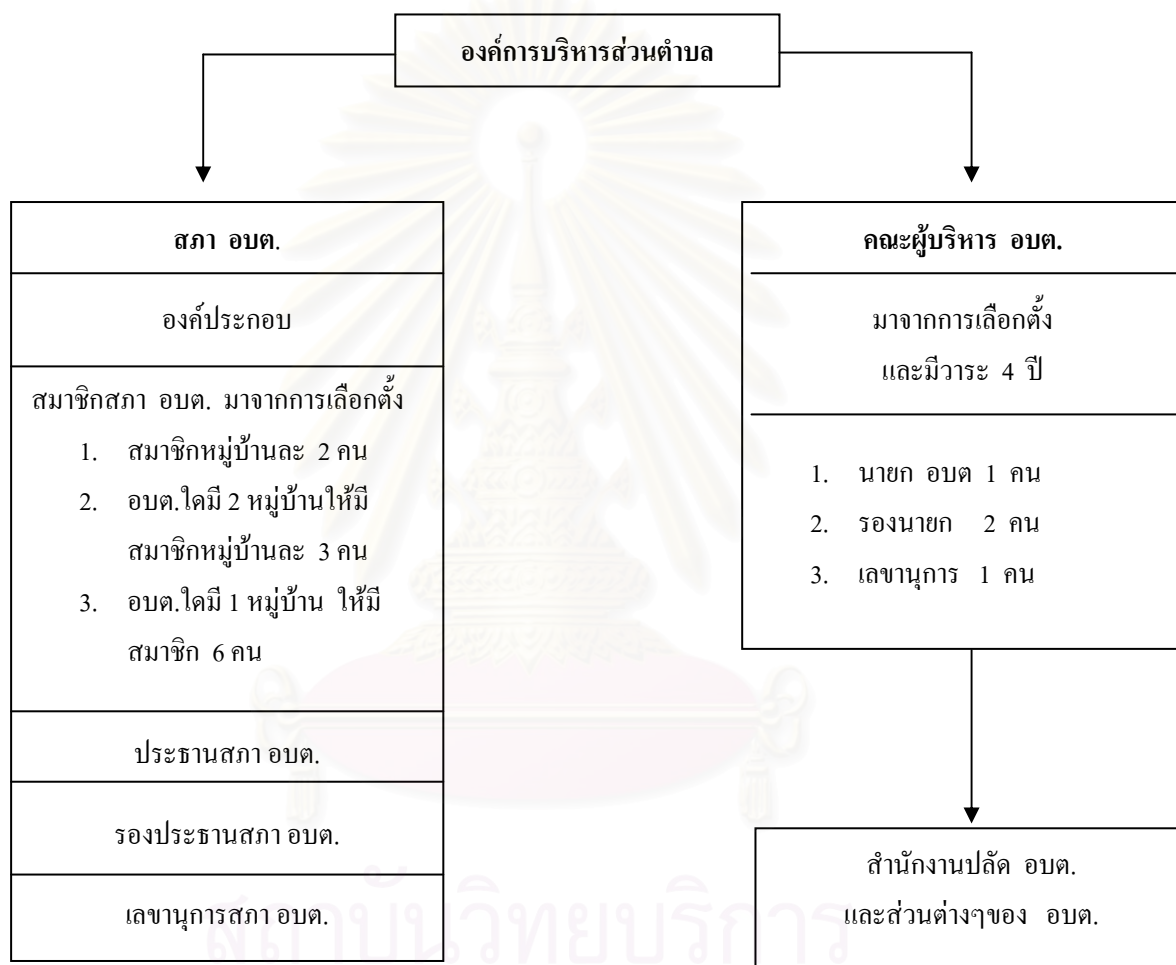 องค์การบริหารส่วนตำบล
สภา อบต.
องค์ประกอบ
สมาชิกสภา อบต. มาจากการเลือกตั้ง
1. สมาชิกหมู่บ้านละ 2 คน
2. อบต.ใดมี 2 หมู่บ้านให้มี
สมาชิกหมู่บ้านละ 3 คน
3. อบต.ใดมี 1 หมู่บ้าน ให้มี
สมาชิก 6 คน
ประธานสภา อบต.
รองประธานสภา อบต.
เลขานุการสภา อบต.
คณะผู้บริหาร อบต.
มาจากการเลือกตั้ง
และมีวาระ 4 ปี
1. นายก อบต 1 คน
2. รองนายก 2 คน
3. เลขานุการ 1 คน
สำนักงานปลัด อบต.
และส่วนต่างๆของ อบต.
สถาบันวิทยบริการ